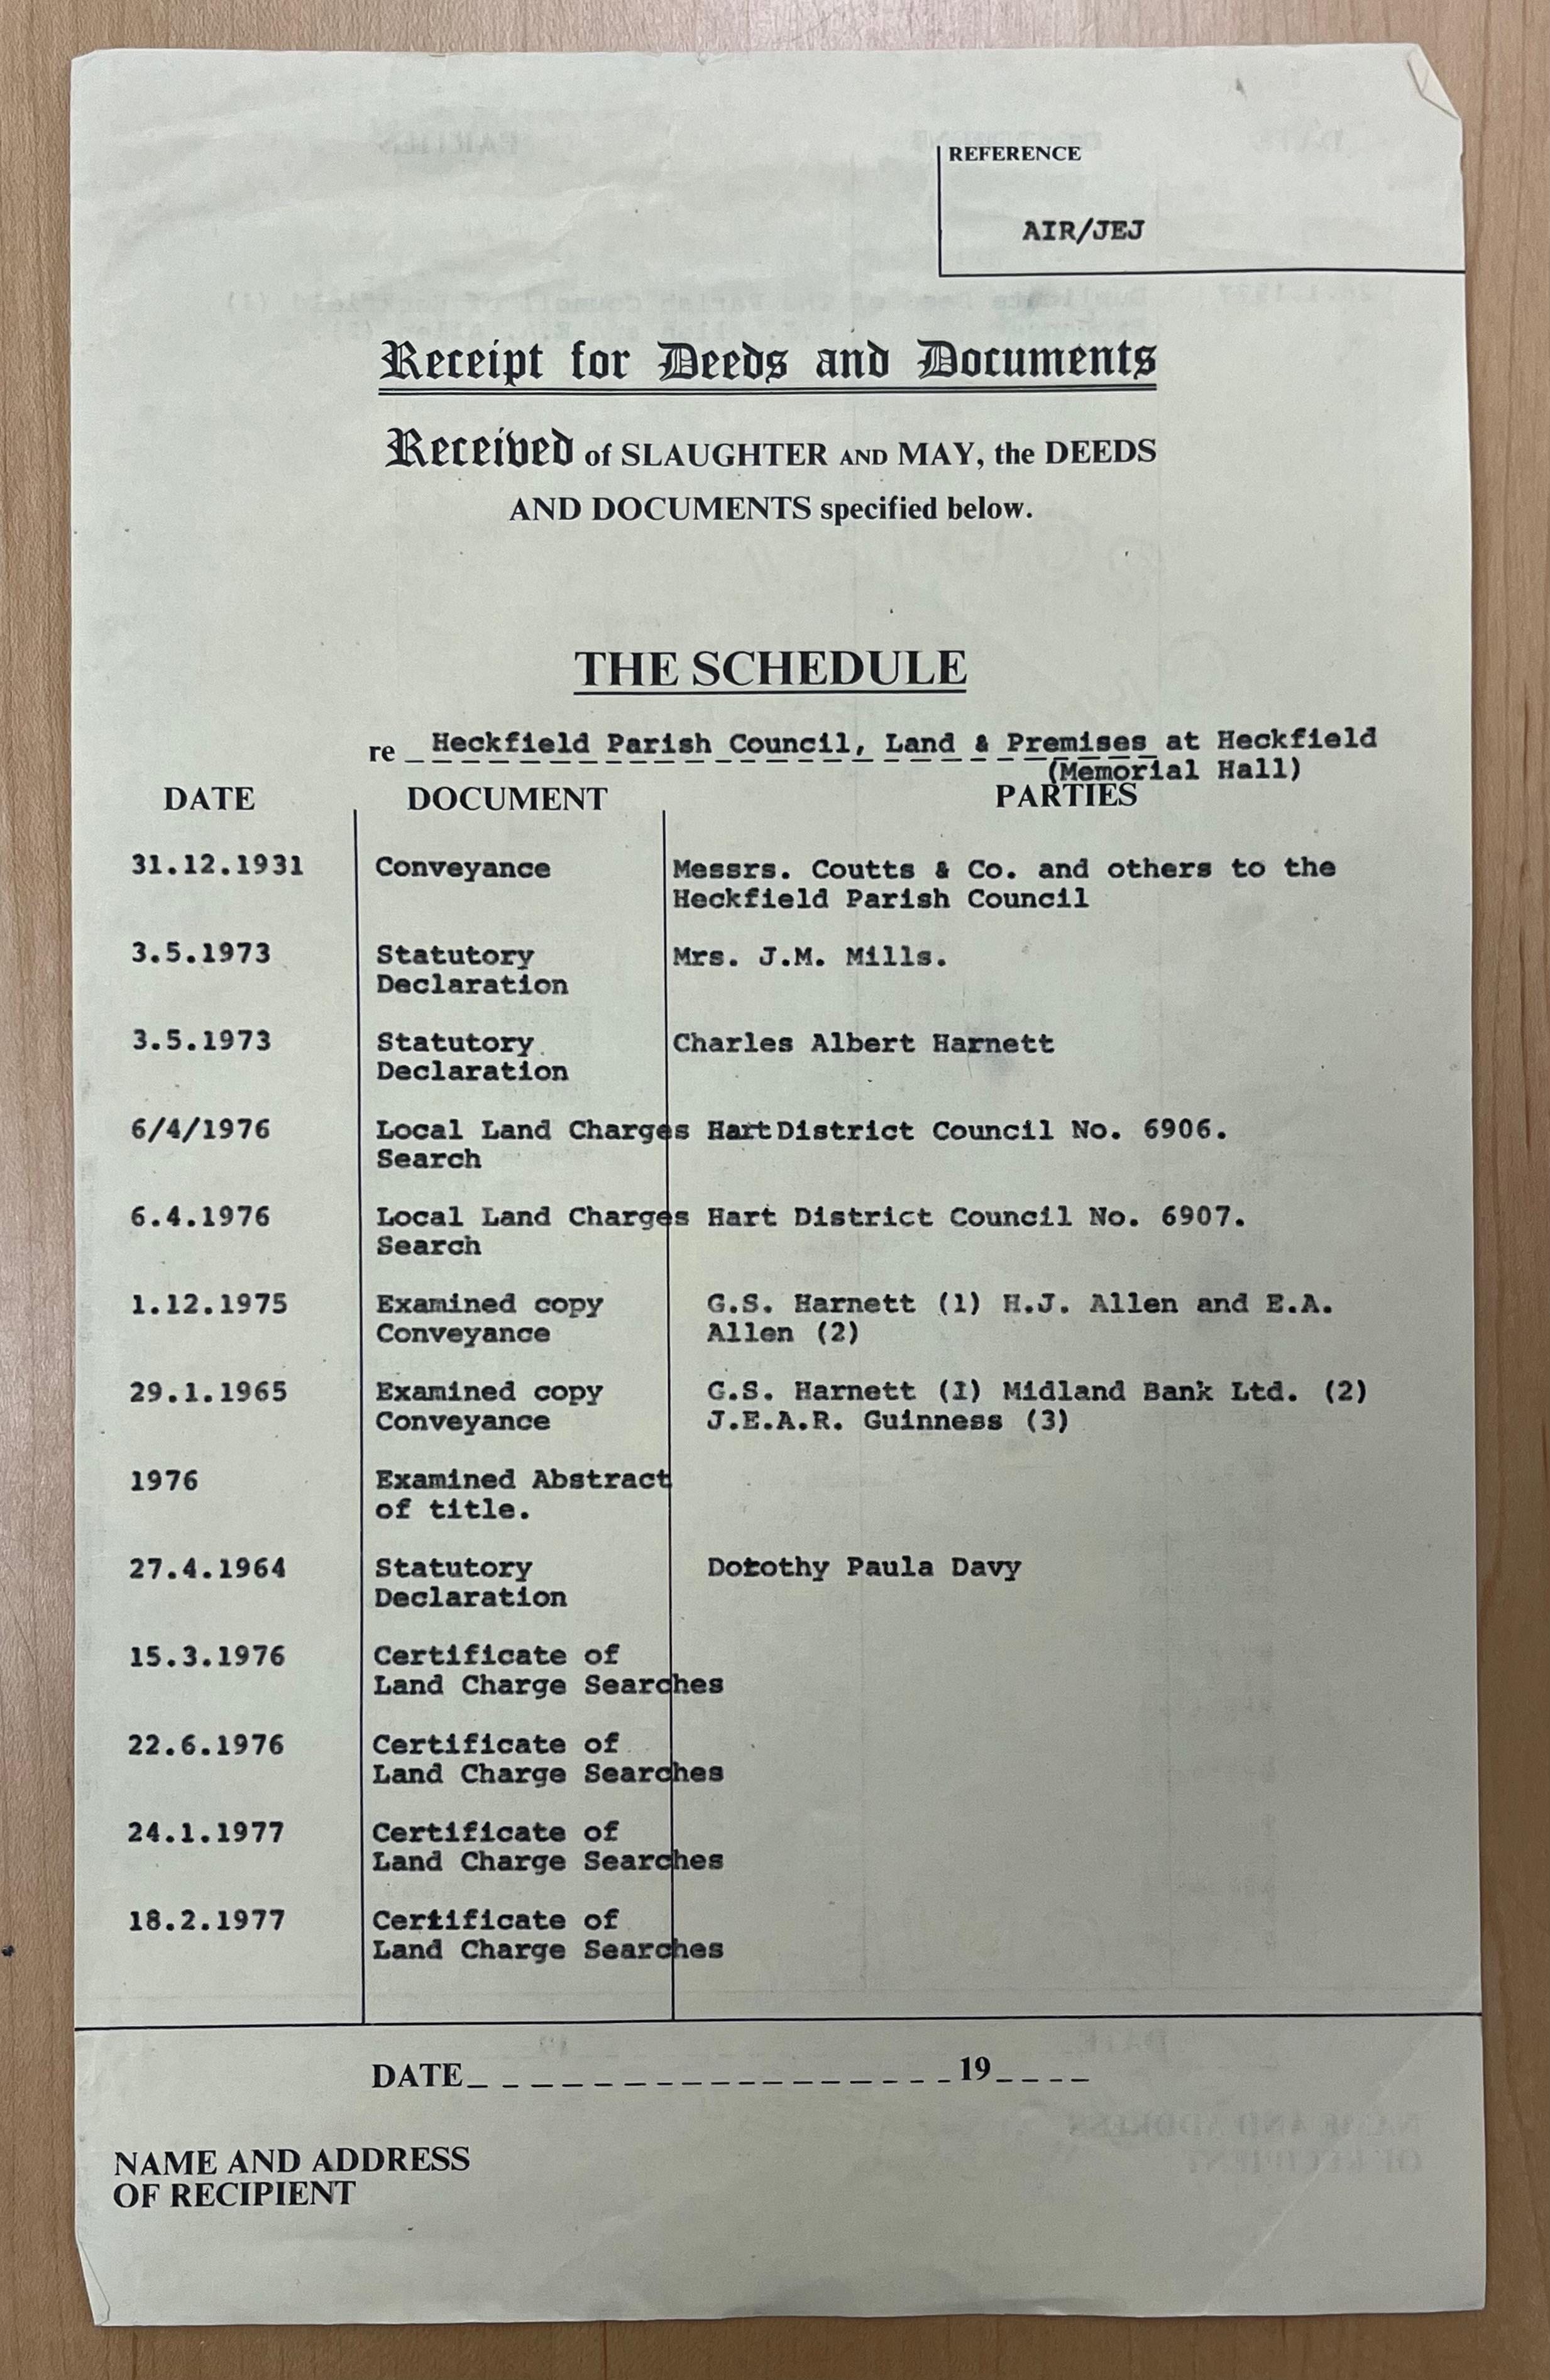 REFERENCE
AIR/JEJ
Receipt for Deeds and Documents
Received of SLAUGHTER AND MAY, the DEEDS
AND DOCUMENTS specified below.
THE SCHEDULE
re Heckfield Parish Council, Land & Premises at Heckfield
(Memorial Hall)
DATE DOCUMENT PARTIES
31.12.1931 Conveyance Messrs. Coutts & Co. and others to the
Heckfield Parish Council
3.5.1973 Statutory Mrs. J.M. Mills.
Declaration
3.5.1973 Statutory Charles Albert Harnett
Declaration
6/4/1976 Local Land Charges Hart District Council No. 6906.
Search
6.4.1976 Local Land Charges Hart District Council No. 6907.
Search
1.12.1975 Examined copy G.S. Harnett (1) H.J. Allen and E.A.
Conveyance Allen (2)
29.1.1965 Examined copy G.S. Harnett (1) Midland Bank Ltd. (2)
Conveyance J.E.A.R. Guinness (3)
1976 Examined Abstract
of title.
27.4.1964 Statutory Dorothy Paula Davy
Declaration
15.3.1976 Certificate of
Land Charge Searches
22.6.1976 Certificate of
Land Charge Searches
24.1.1977 Certificate of
Land Charge Searches
18.2.1977 Certificate of
Land Charge Searches
DATE 19
NAME AND ADDRESS
OF RECIPIENT